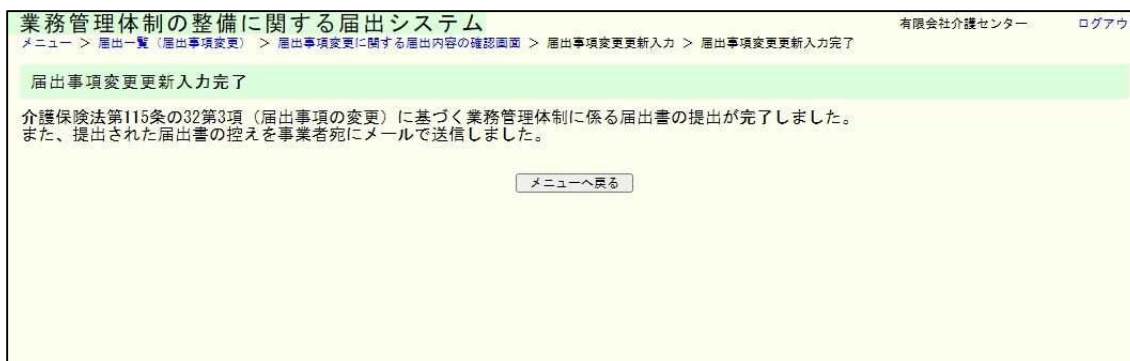 業務管理体制の整備に関する届出システム
有限会社介護センター ログアウ
メニュー > 届出一覧（届出事項変更） > 届出事項変更に関する届出内容の確認画面 > 届出事項変更更新入力 > 届出事項変更更新入力完了
届出事項変更更新入力完了
介護保険法第115条の32第3項（届出事項の変更）に基づく業務管理体制に係る届出書の提出が完了しました。
また、提出された届出書の控えを事業者宛にメールで送信しました。
メニューへ戻る